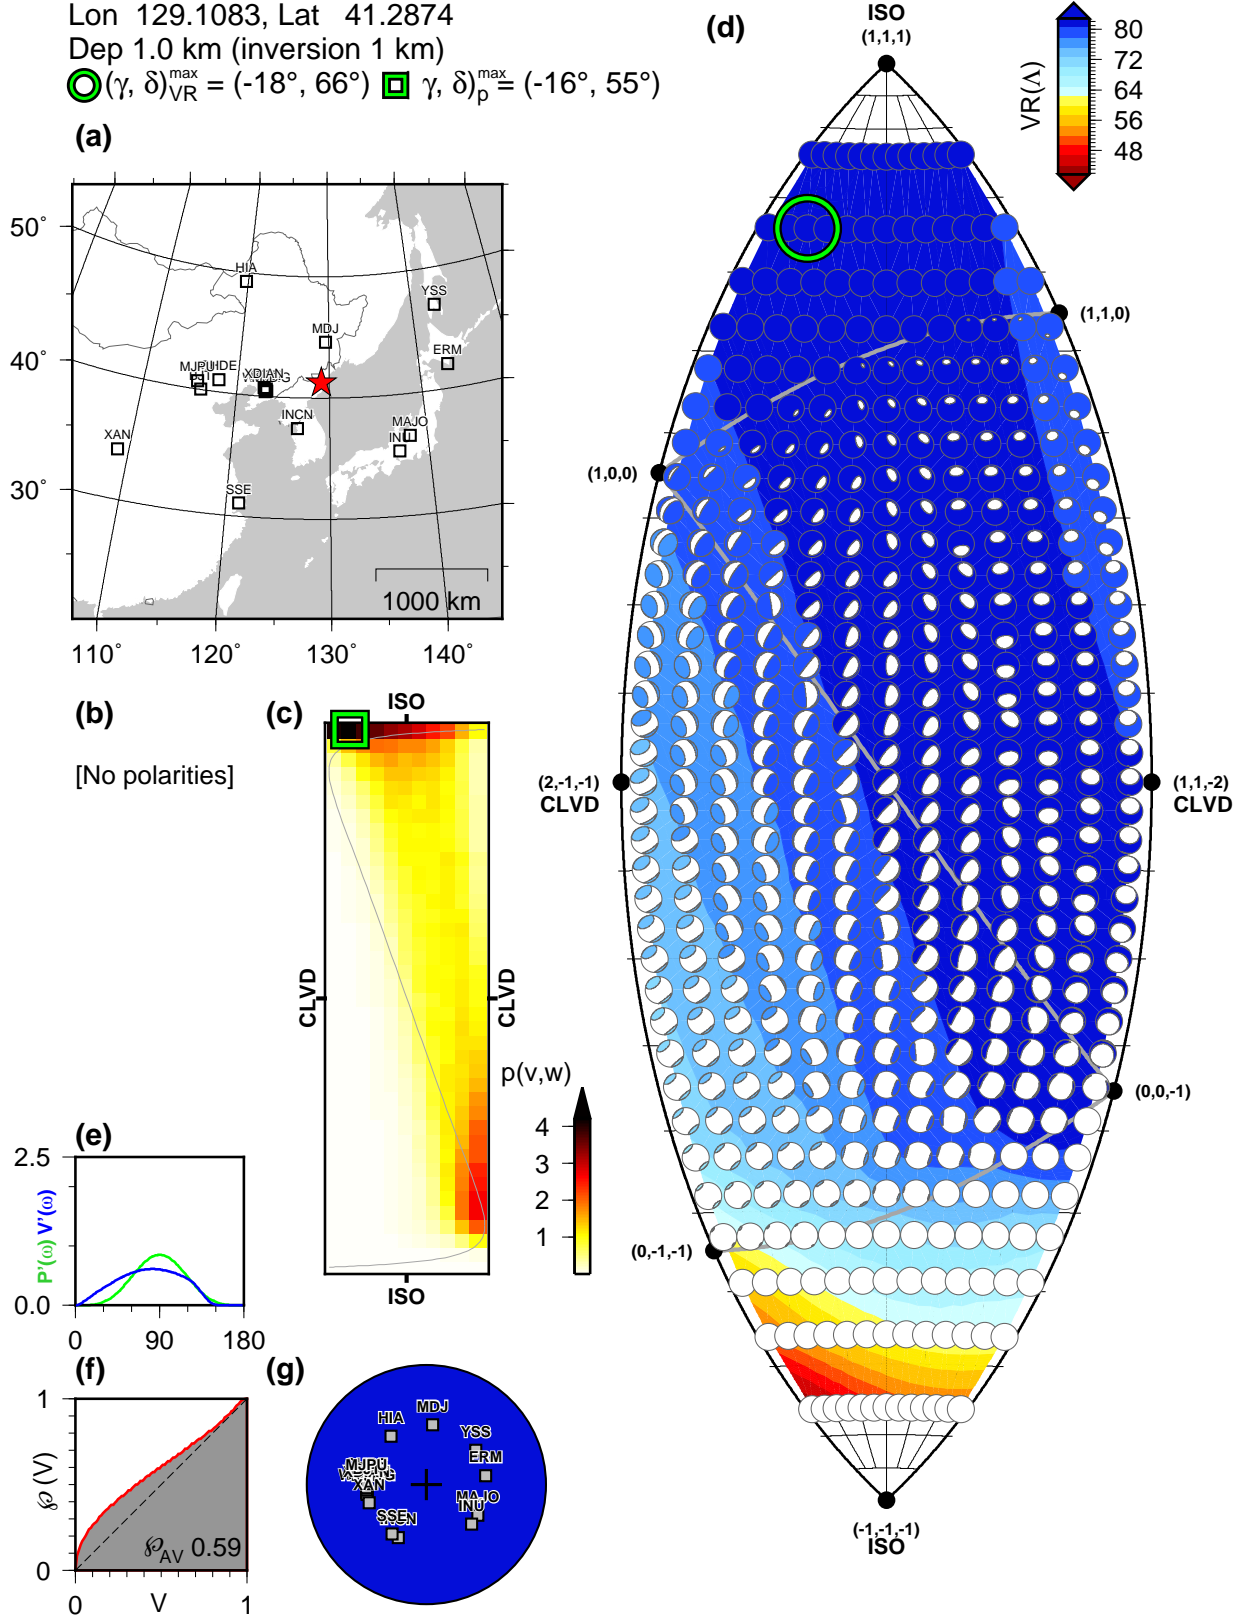 Lon 129.1083, Lat 41.2874
Dep 1.0 km (inversion 1 km)
(γ, δ)max VR = (-18°, 66°) γ, δ)max p = (-16°, 55°)
(a)
50°
40°
30°
110°
120°
130°
140°
HIA
YSS
MDJ
ERM
MJPU
XDIAN
INCN
MAJO
XAN
SSE
1000 km
(b)
[No polarities]
(c)
ISO
CLVD
CLVD
ISO
p(v,w)
4
3
2
1
(d)
ISO
(1,1,1)
VR(Λ)
80
72
64
56
48
(1,1,0)
(1,0,0)
(2,-1,-1)
CLVD
(1,1,-2)
CLVD
(0,0,-1)
(0,-1,-1)
(-1,-1,-1)
ISO
(e)
2.5
0.0
P'(ω) V'(ω)
0
90
180
(f)
1
0
℘(V)
℘AV 0.59
0
V
1
(g)
MDJ
HIA
YSS
ERM
MJPU
XAN
MAJO
INU
SSE